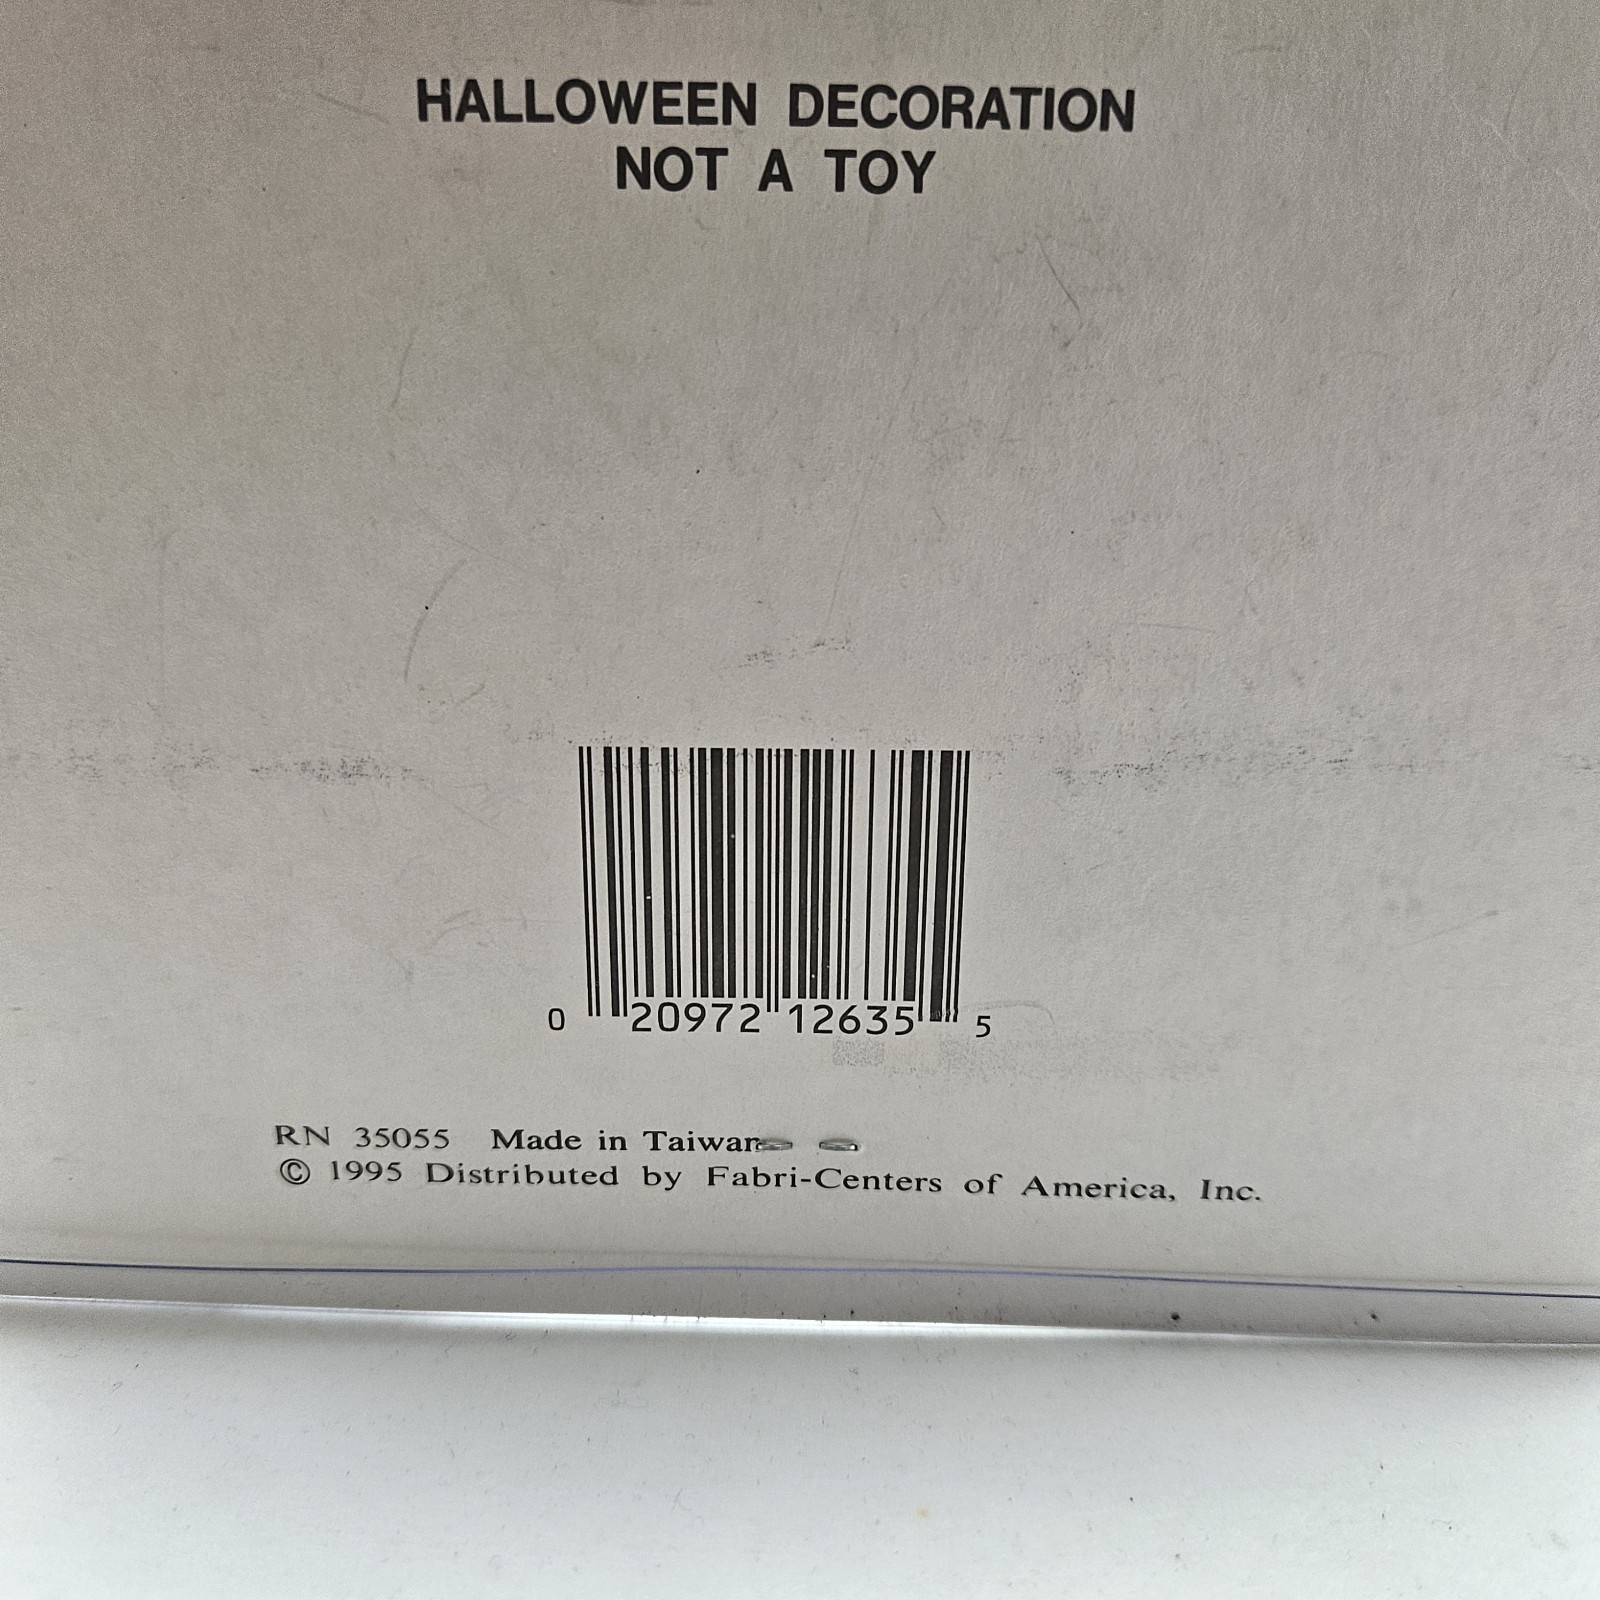 HALLOWEEN DECORATION
NOT A TOY
0 20972 12635 5
RN 35055 Made in Taiwan
© 1995 Distributed by Fabri-Centers of America, Inc.